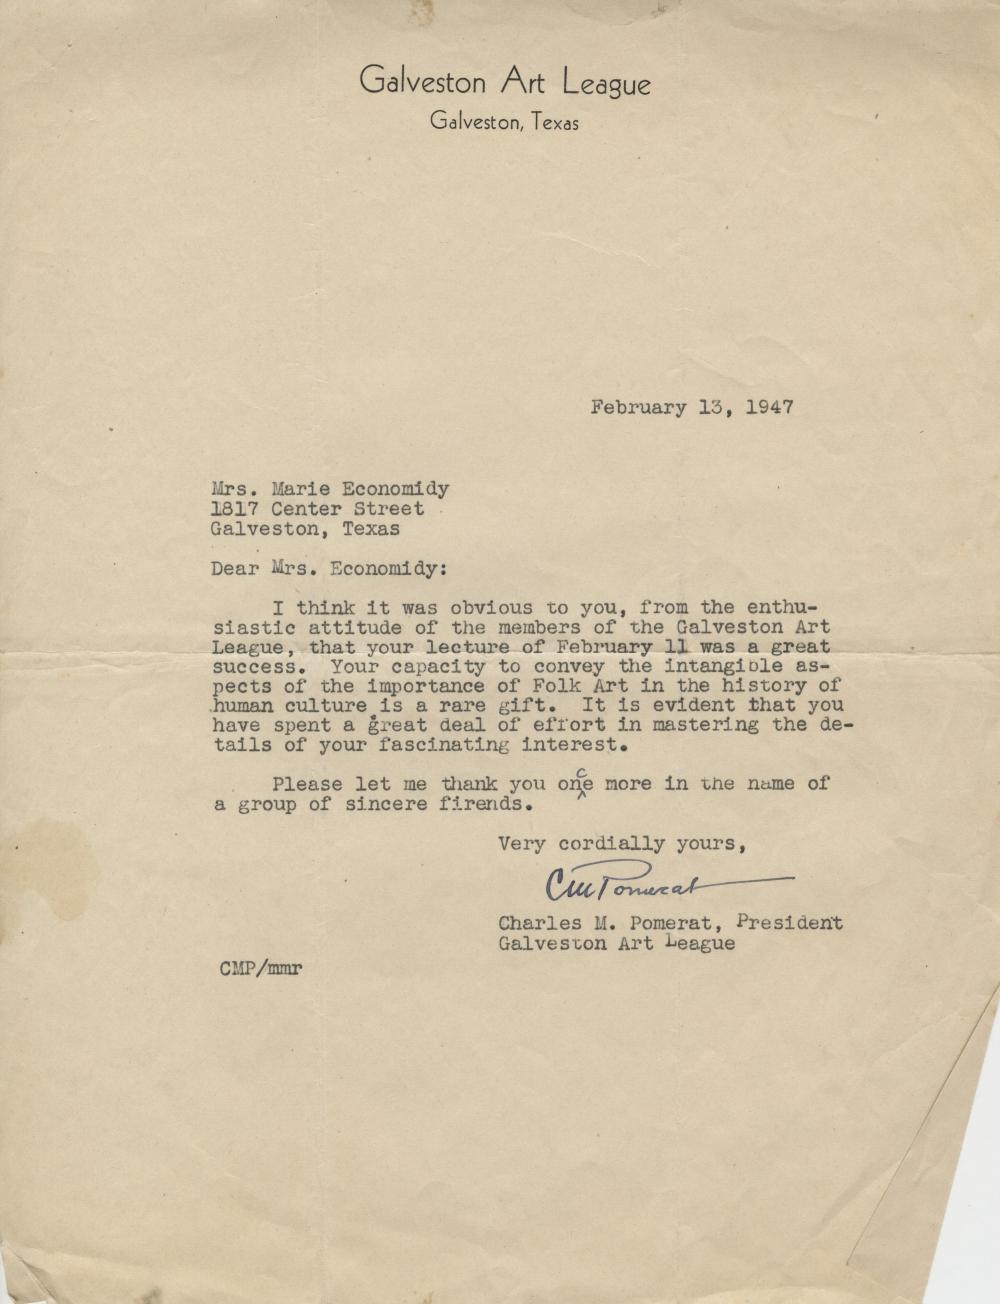 Galveston Art League
Galveston, Texas
February 13, 1947
Mrs. Marie Economidy
1817 Center Street
Galveston, Texas
Dear Mrs. Economidy:
I think it was obvious to you, from the enthu-
siastic attitude of the members of the Galveston Art
League, that your lecture of February 11 was a great
success. Your capacity to convey the intangible as-
pects of the importance of Folk Art in the history of
human culture is a rare gift. It is evident that you
have spent a great deal of effort in mastering the de-
tails of your fascinating interest.
Please let me thank you once more in the name of
a group of sincere firends.
Very cordially yours,
CM Pomerat
Charles M. Pomerat, President
Galveston Art League
CMP/mmr